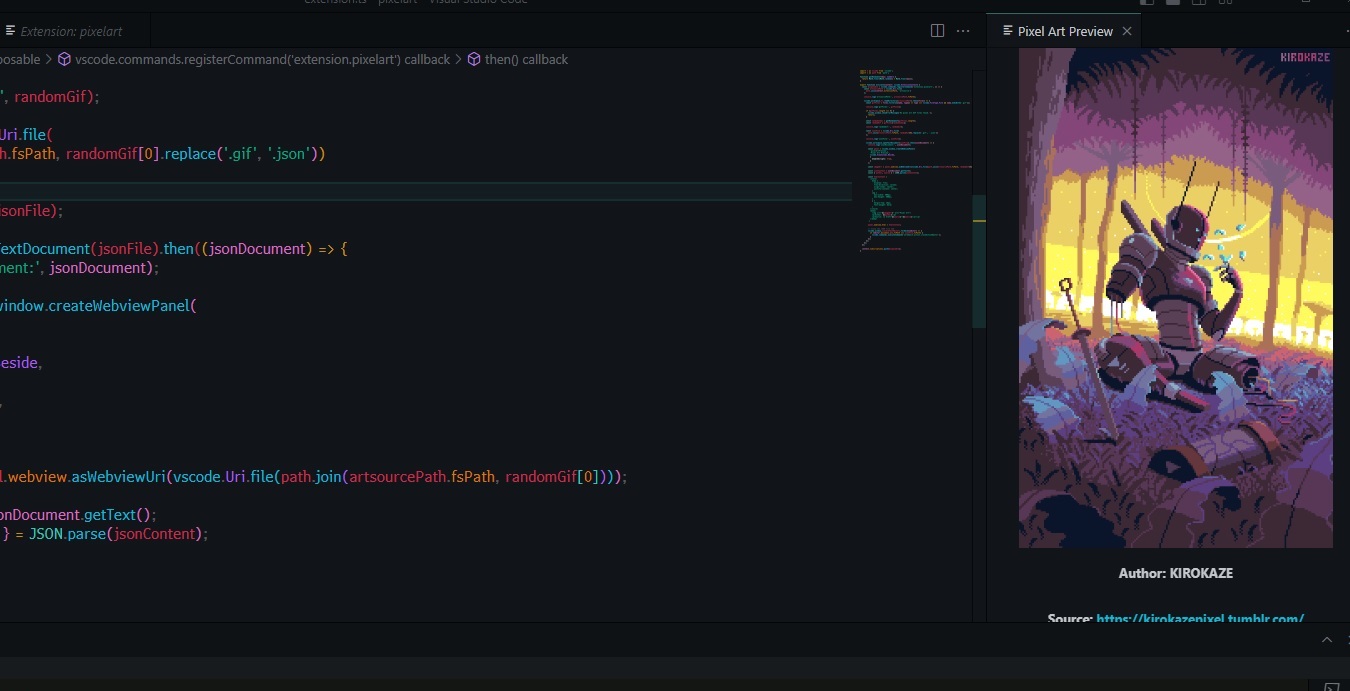 extension.ts - pixelart - Visual Studio Code
Extension: pixelart
Pixel Art Preview
posable > vscode.commands.registerCommand('extension.pixelart') callback > then() callback
', randomGif);
Uri.file(
h.fsPath, randomGif[0].replace('.gif', '.json'))
jsonFile);
TextDocument(jsonFile).then((jsonDocument) => {
ment:', jsonDocument);
window.createWebviewPanel(
eside,
,
l.webview.asWebviewUri(vscode.Uri.file(path.join(artsourcePath.fsPath, randomGif[0])));
onDocument.getText();
} = JSON.parse(jsonContent);
KIROKAZE
Author: KIROKAZE
Source: https://kirokazepixel.tumblr.com/